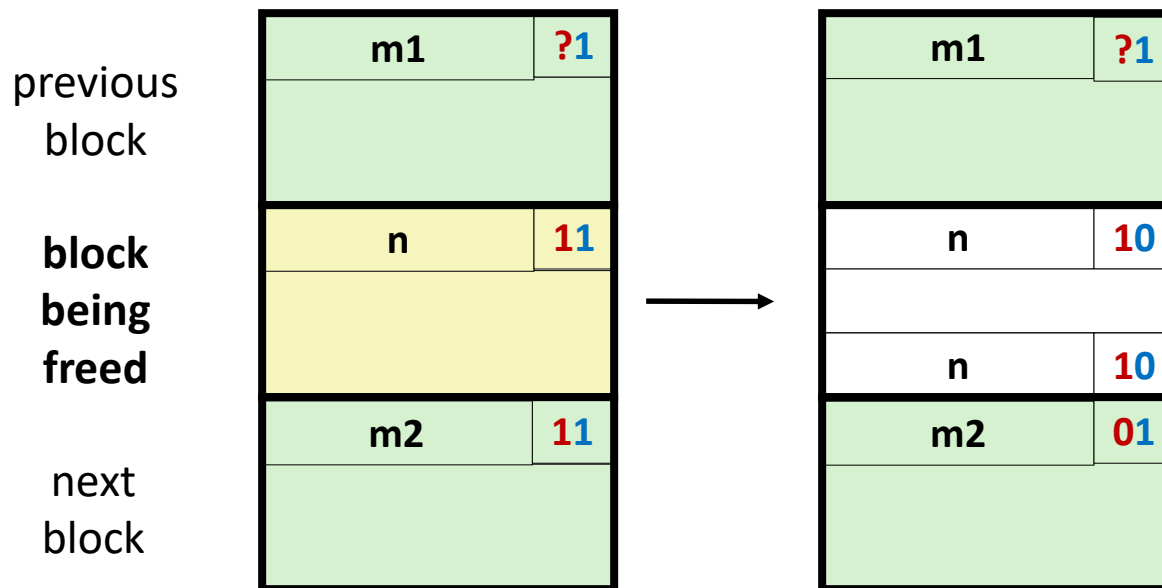 m1 ?1 m1 ?1
previous
block
block
being
freed
n 11 n 10
n 10
m2 11 m2 01
next
block